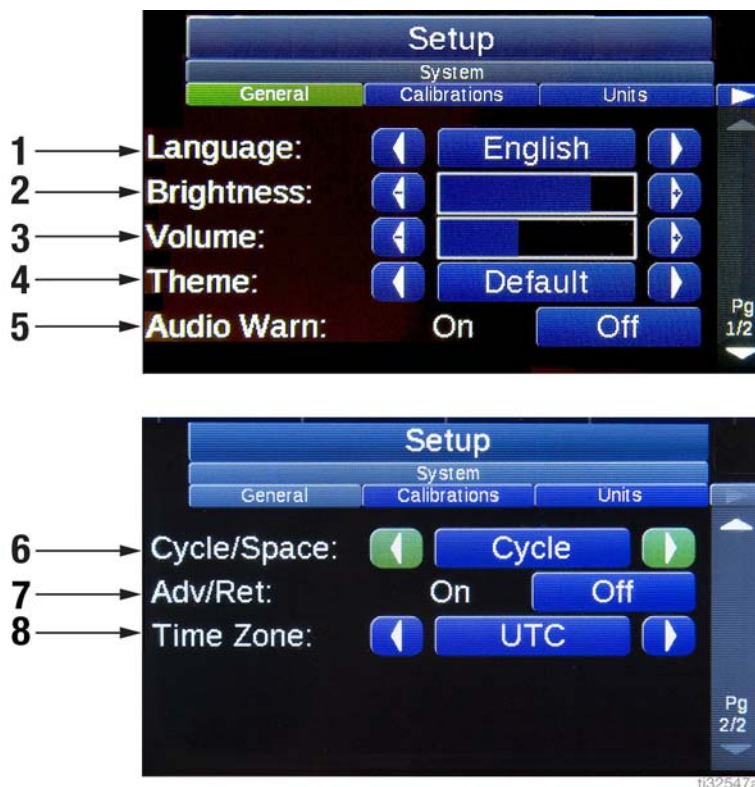 Setup
System
General Calibrations Units
1 Language: English
2 Brightness: - +
3 Volume: - +
4 Theme: Default
5 Audio Warn: On Off
Pg
1/2
Setup
System
General Calibrations Units
6 Cycle/Space: Cycle
7 Adv/Ret: On Off
8 Time Zone: UTC
Pg
2/2
ti32547a